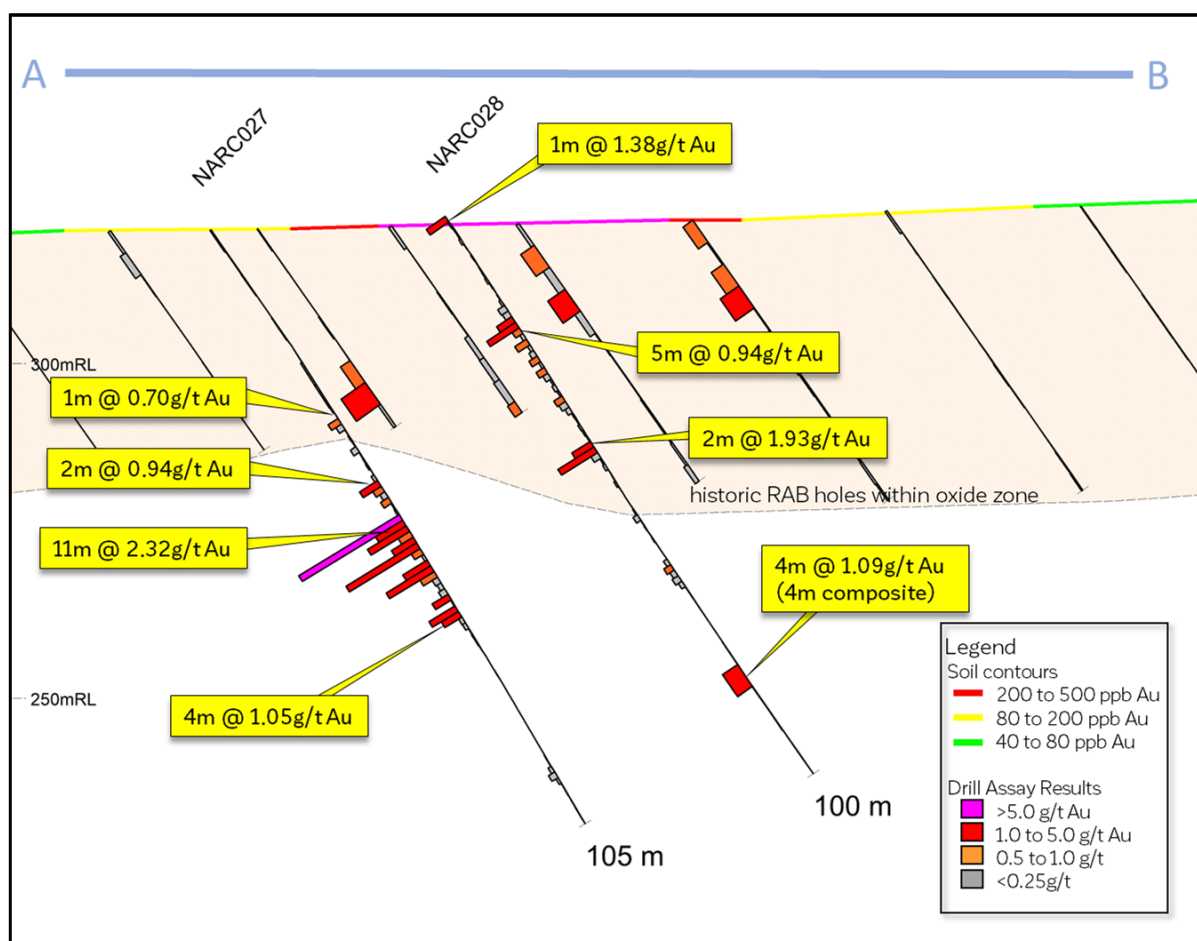 A
B
NARC027
NARC028
1m @ 1.38g/t Au
5m @ 0.94g/t Au
300mRL
1m @ 0.70g/t Au
2m @ 1.93g/t Au
2m @ 0.94g/t Au
historic RAB holes within oxide zone
11m @ 2.32g/t Au
4m @ 1.09g/t Au
(4m composite)
250mRL
4m @ 1.05g/t Au
100 m
105 m
Legend
Soil contours
200 to 500 ppb Au
80 to 200 ppb Au
40 to 80 ppb Au
Drill Assay Results
>5.0 g/t Au
1.0 to 5.0 g/t Au
0.5 to 1.0 g/t
<0.25g/t